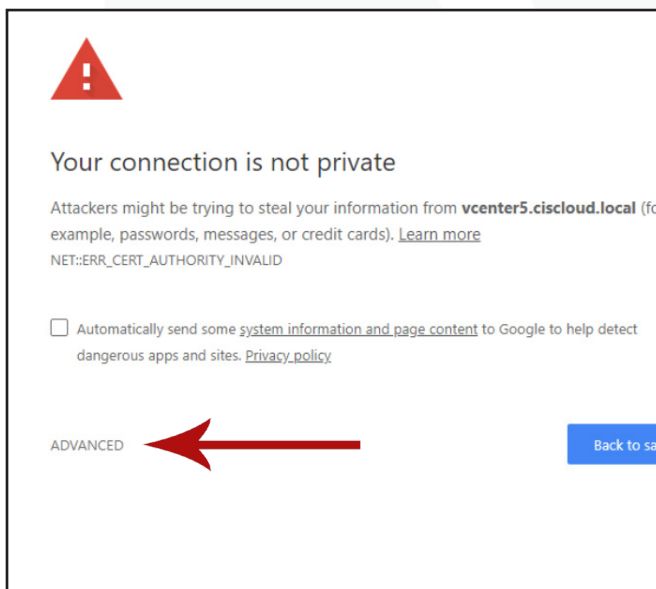 Your connection is not private
Attackers might be trying to steal your information from vcenter5.ciscloud.local (fo
example, passwords, messages, or credit cards). Learn more
NET::ERR_CERT_AUTHORITY_INVALID
Automatically send some system information and page content to Google to help detect
dangerous apps and sites. Privacy policy
ADVANCED
Back to sa